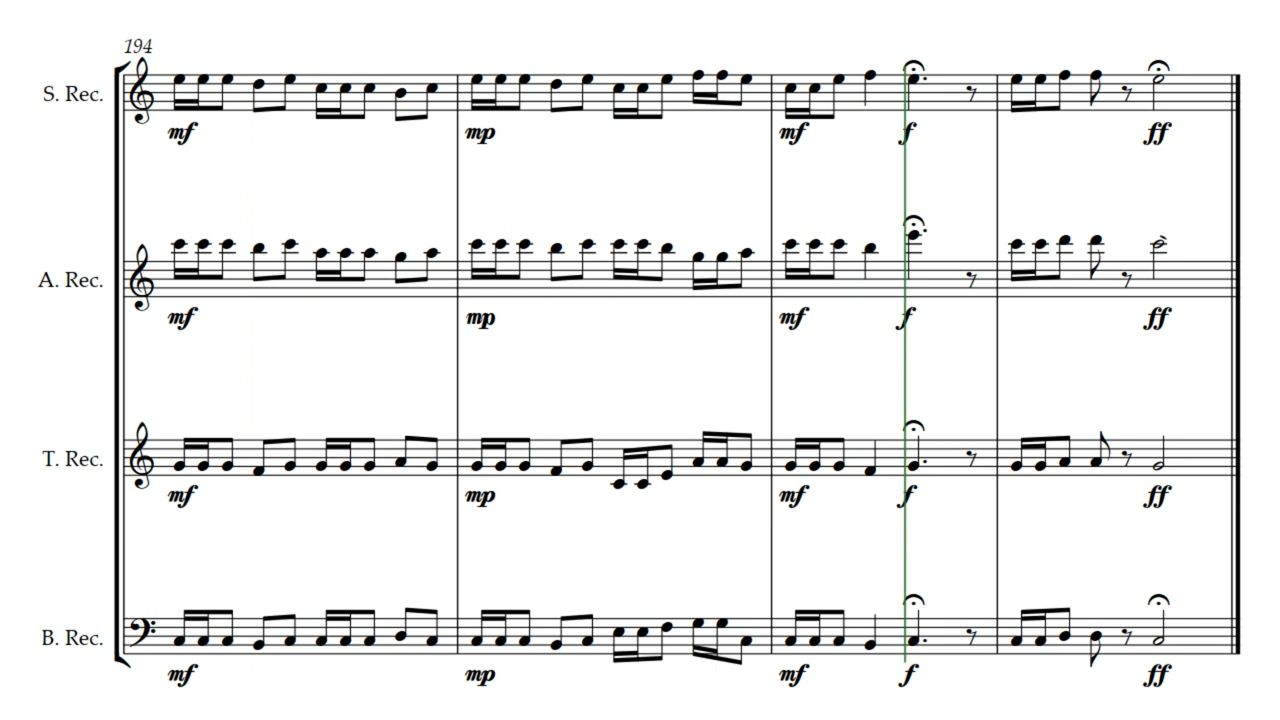 194
S. Rec.
mf mp mf f ff
A. Rec.
mf mp mf f ff
T. Rec.
mf mp mf f ff
B. Rec.
mf mp mf f ff